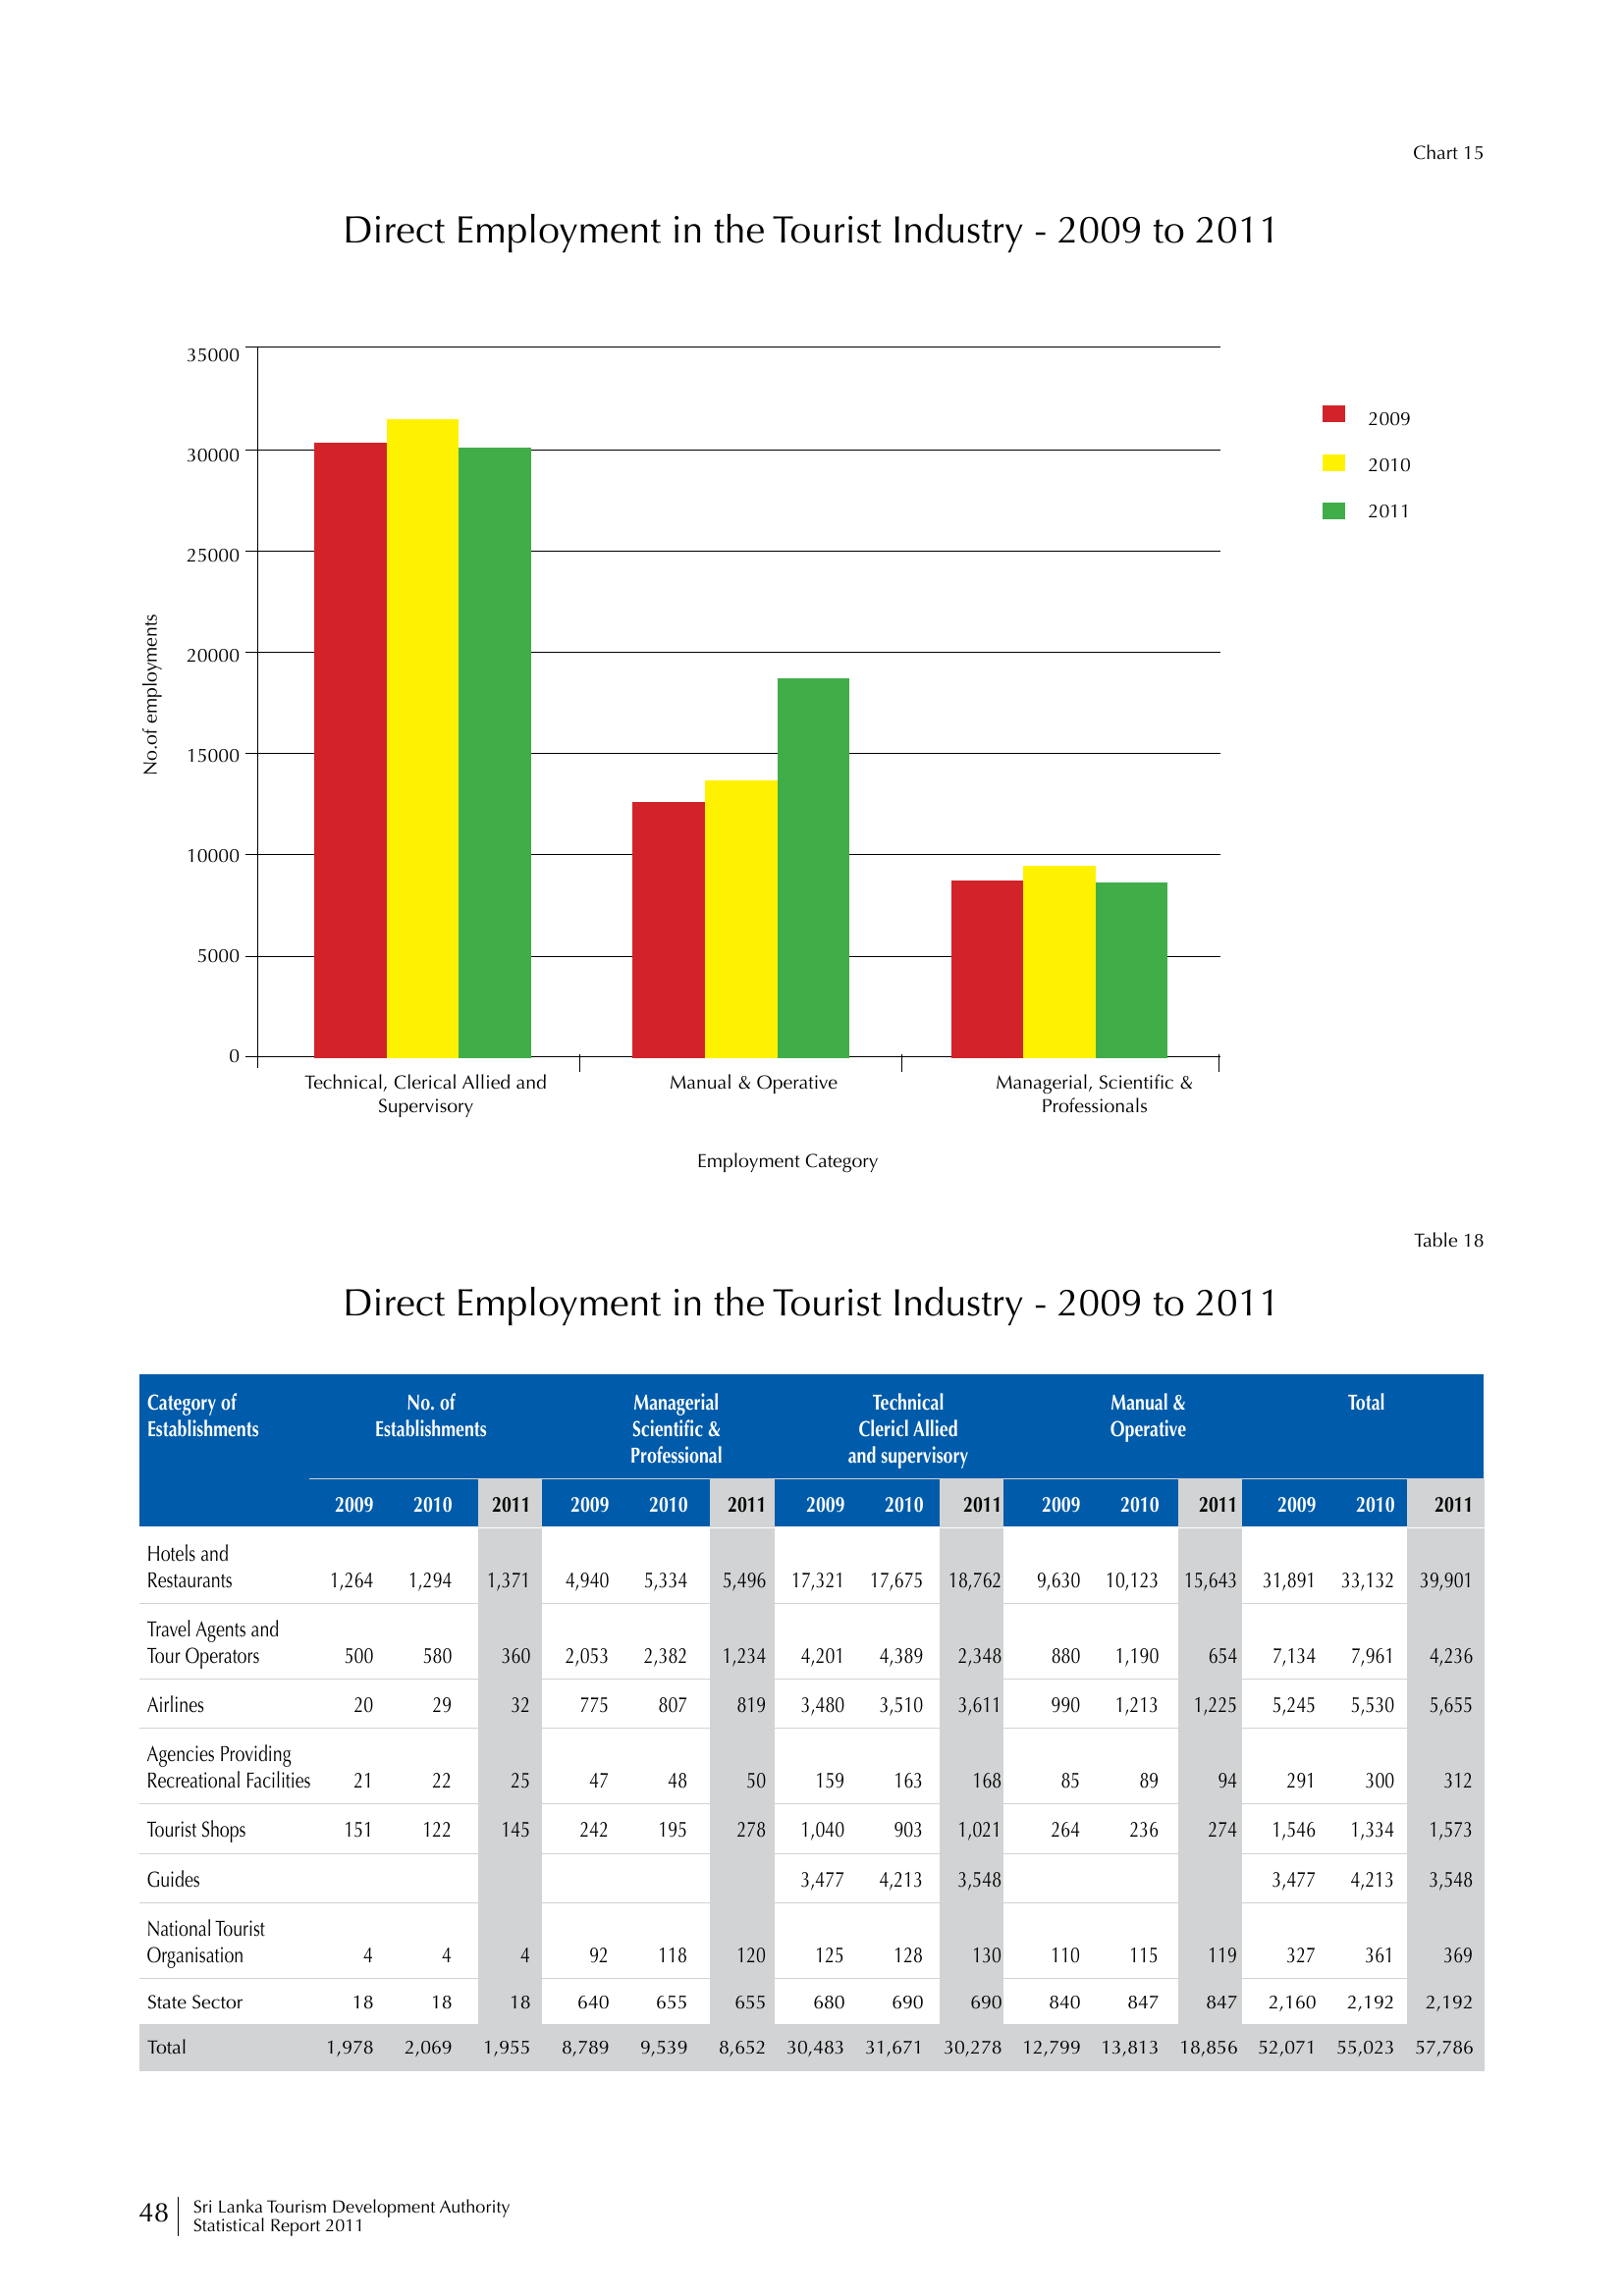 Chart 15
Direct Employment in the Tourist Industry - 2009 to 2011
35000
30000
25000
20000
15000
10000
5000
0
No.of employments
2009
2010
2011
Technical, Clerical Allied and
Supervisory
Manual & Operative
Managerial, Scientific &
Professionals
Employment Category
Table 18
Direct Employment in the Tourist Industry - 2009 to 2011
Category of No. of Managerial Technical Manual & Total
Establishments Establishments Scientific & Clericl Allied Operative
Professional and supervisory
2009 2010 2011 2009 2010 2011 2009 2010 2011 2009 2010 2011 2009 2010 2011
Hotels and
Restaurants 1,264 1,294 1,371 4,940 5,334 5,496 17,321 17,675 18,762 9,630 10,123 15,643 31,891 33,132 39,901
Travel Agents and
Tour Operators 500 580 360 2,053 2,382 1,234 4,201 4,389 2,348 880 1,190 654 7,134 7,961 4,236
Airlines 20 29 32 775 807 819 3,480 3,510 3,611 990 1,213 1,225 5,245 5,530 5,655
Agencies Providing
Recreational Facilities 21 22 25 47 48 50 159 163 168 85 89 94 291 300 312
Tourist Shops 151 122 145 242 195 278 1,040 903 1,021 264 236 274 1,546 1,334 1,573
Guides 3,477 4,213 3,548 3,477 4,213 3,548
National Tourist
Organisation 4 4 4 92 118 120 125 128 130 110 115 119 327 361 369
State Sector 18 18 18 640 655 655 680 690 690 840 847 847 2,160 2,192 2,192
Total 1,978 2,069 1,955 8,789 9,539 8,652 30,483 31,671 30,278 12,799 13,813 18,856 52,071 55,023 57,786
48 Sri Lanka Tourism Development Authority
Statistical Report 2011